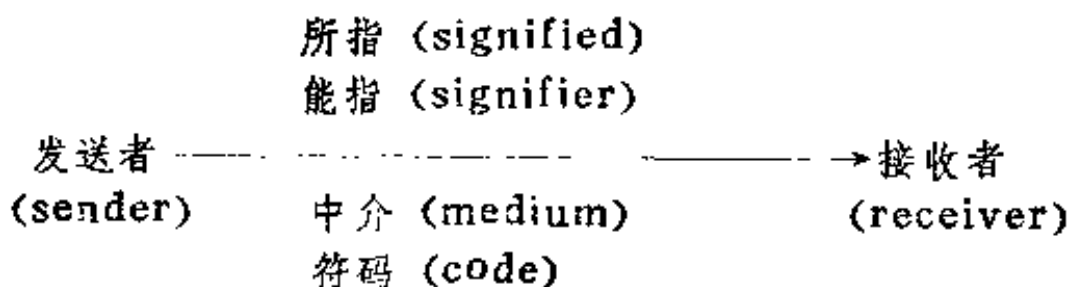 所指 (signified)
能指 (signifier)
发送者 接收者
(sender) 中介 (medium) (receiver)
符码 (code)